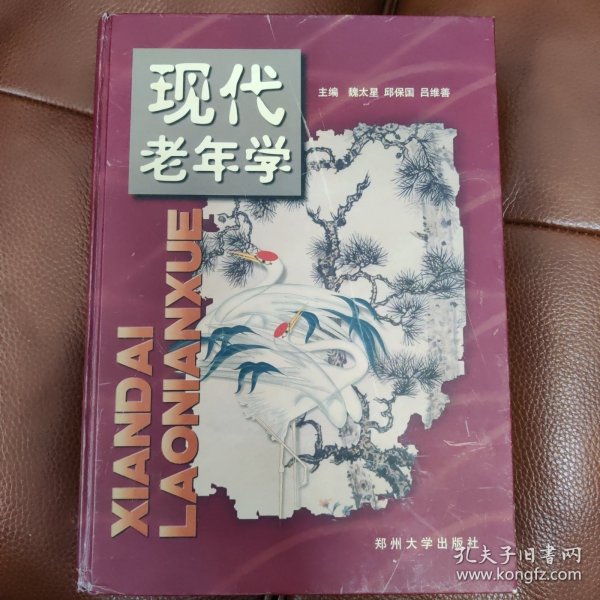 现代
老年学
主编 魏太星 邱保国 吕维善
XIANDAI
LAONIANXUE
郑州大学出版社
孔夫子旧书网
www.kongfz.com